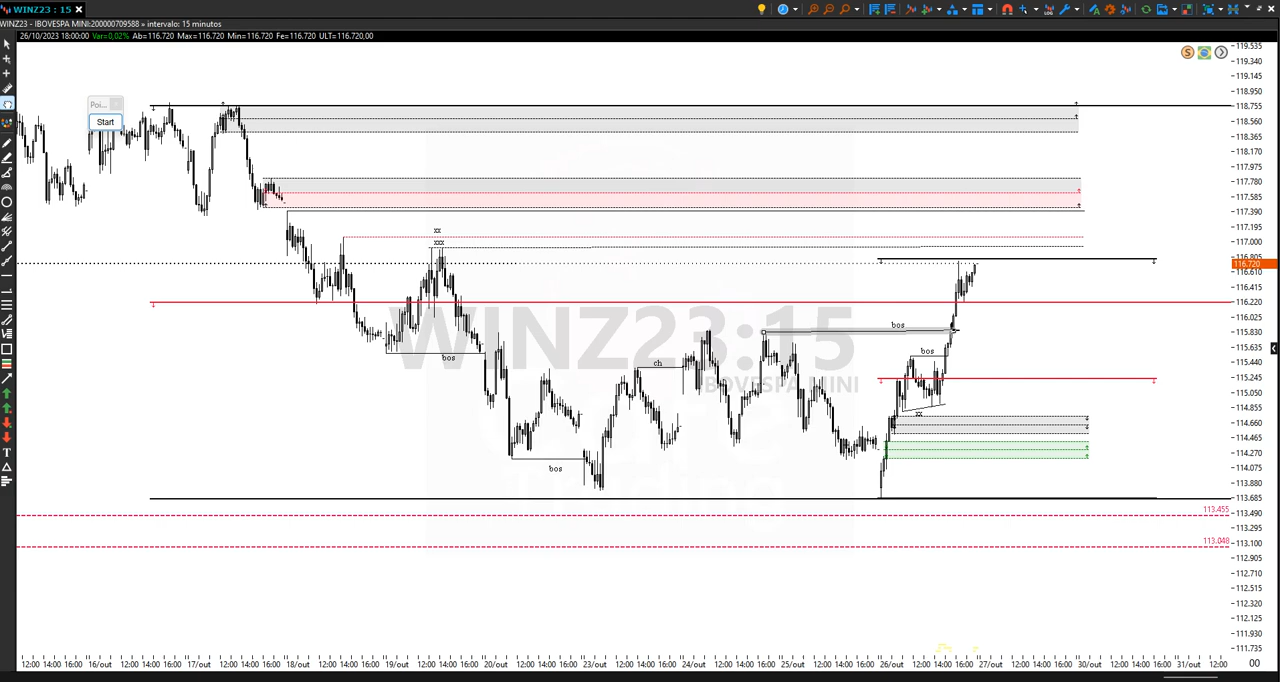 WINZ23 : 15
WINZ23 - IBOVESPA MINI:200000709588 » intervalo: 15 minutos
26/10/2023 18:00:00 Var=0,02% Ab=116.720 Max=116.720 Min=116.720 Fe=116.720 ULT=116.720,00
Poi...
Start
xx
xxx
bos
bos
ch
bos
bos
xx
WINZ23:15
IBOVESPA MINI
Trading
113.455
113.048
119.535
119.340
119.145
118.950
118.755
118.560
118.365
118.170
117.975
117.780
117.585
117.390
117.195
117.000
116.805
116.720
116.610
116.415
116.220
116.025
115.830
115.635
115.440
115.245
115.050
114.855
114.660
114.465
114.270
114.075
113.880
113.685
113.490
113.295
113.100
112.905
112.710
112.515
112.320
112.125
111.930
111.735
12:00 14:00 16:00 16/out 12:00 14:00 16:00 17/out 12:00 14:00 16:00 18/out 12:00 14:00 16:00 19/out 12:00 14:00 16:00 20/out 12:00 14:00 16:00 23/out 12:00 14:00 16:00 24/out 12:00 14:00 16:00 25/out 12:00 14:00 16:00 26/out 12:00 14:00 16:00 27/out 12:00 14:00 16:00 30/out 12:00 14:00 16:00 31/out 12:00
00